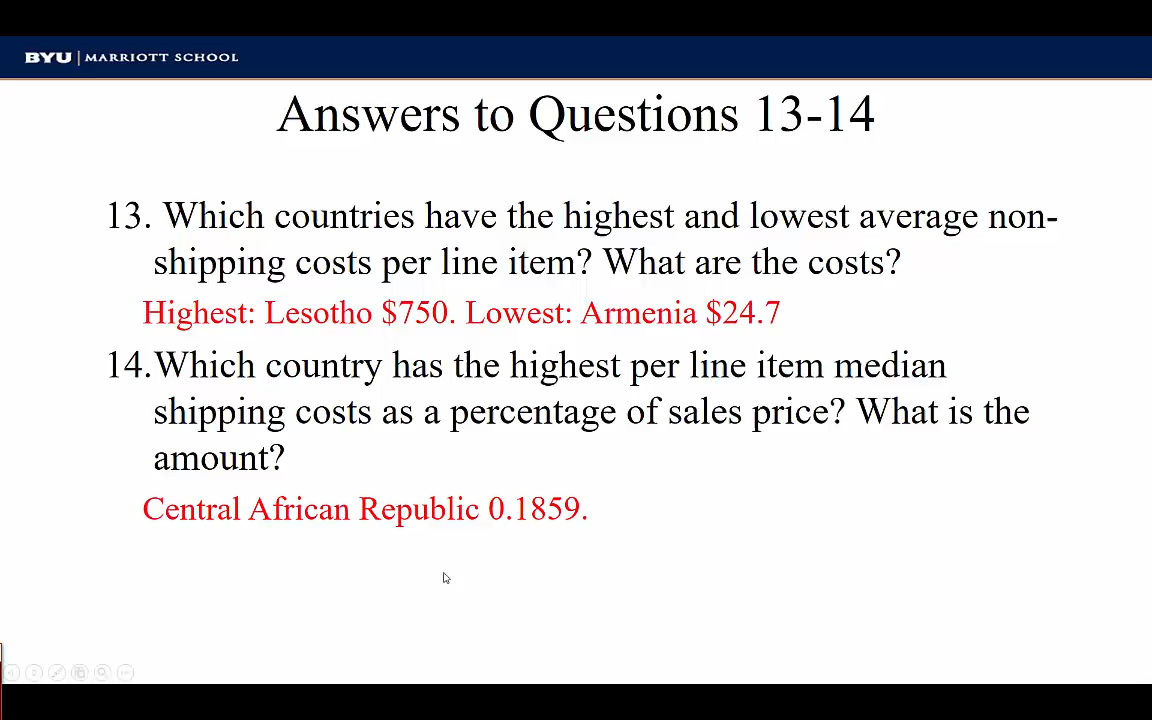 BYU | MARRIOTT SCHOOL
Answers to Questions 13-14
13. Which countries have the highest and lowest average non-
shipping costs per line item? What are the costs?
Highest: Lesotho $750. Lowest: Armenia $24.7
14.Which country has the highest per line item median
shipping costs as a percentage of sales price? What is the
amount?
Central African Republic 0.1859.